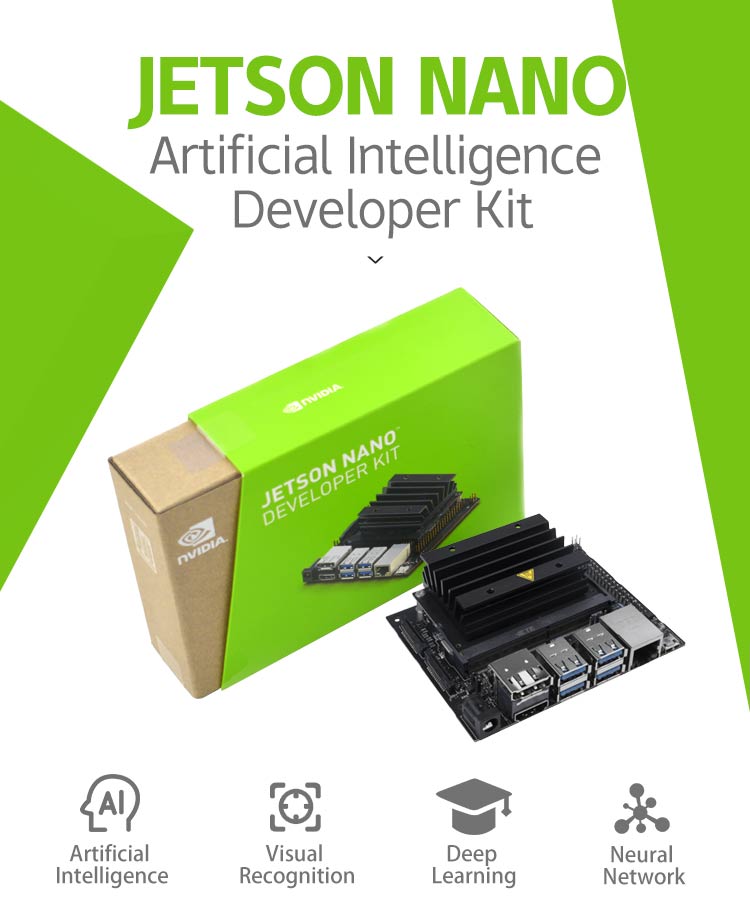 JETSON NANO
Artificial Intelligence
Developer Kit
NVIDIA
JETSON NANO™
DEVELOPER KIT
NVIDIA.
AI
Artificial
Intelligence
Visual
Recognition
Deep
Learning
Neural
Network